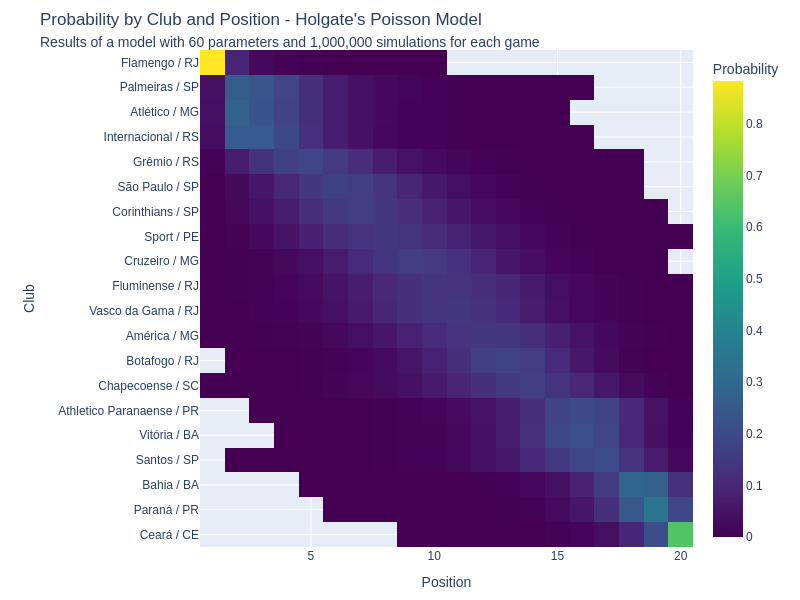 Probability by Club and Position - Holgate's Poisson Model
Results of a model with 60 parameters and 1,000,000 simulations for each game
Probability
Flamengo / RJ
Palmeiras / SP
Atlético / MG
Internacional / RS
Grêmio / RS
São Paulo / SP
Corinthians / SP
Sport / PE
Cruzeiro / MG
Fluminense / RJ
Vasco da Gama / RJ
América / MG
Botafogo / RJ
Chapecoense / SC
Athletico Paranaense / PR
Vitória / BA
Santos / SP
Bahia / BA
Paraná / PR
Ceará / CE
Club
5
10
15
20
Position
0.8
0.7
0.6
0.5
0.4
0.3
0.2
0.1
0